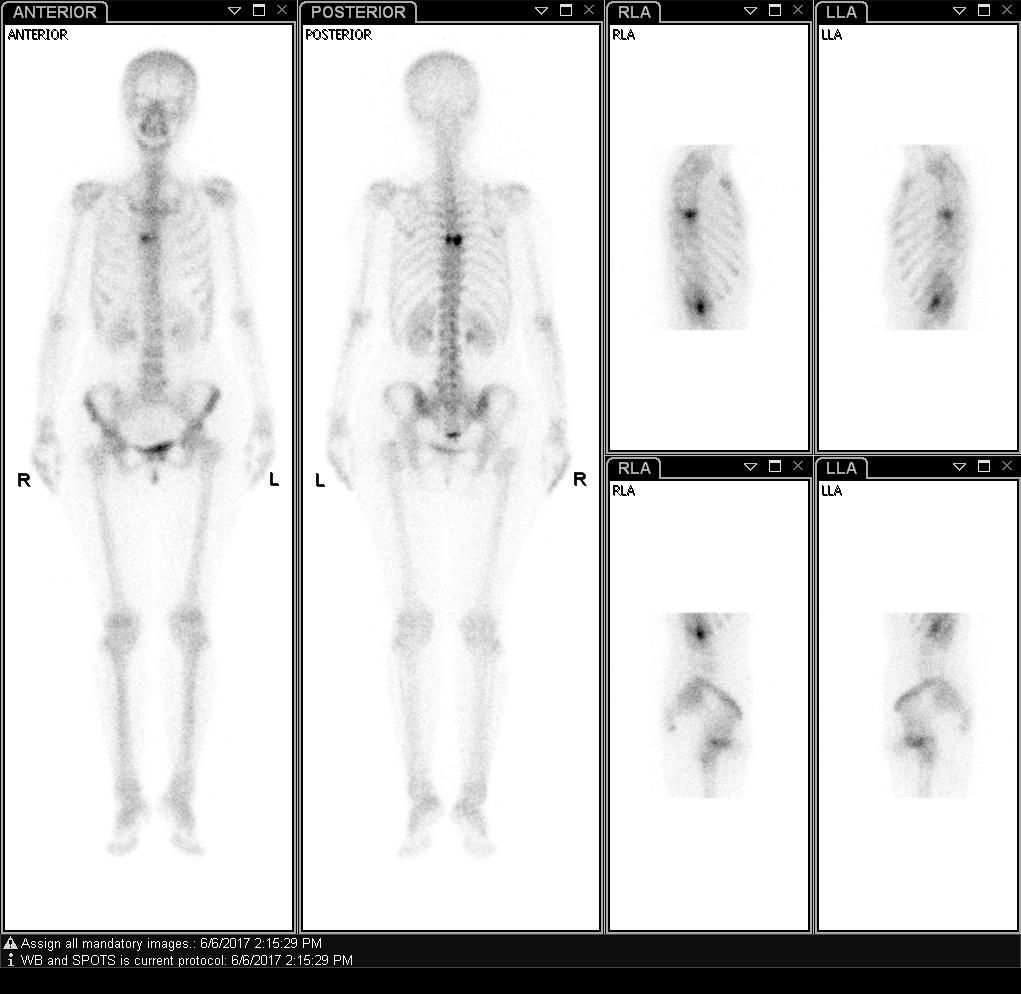 ANTERIOR
ANTERIOR
R
L
POSTERIOR
POSTERIOR
L
R
RLA
RLA
LLA
LLA
RLA
RLA
LLA
LLA
Assign all mandatory images.: 6/6/2017 2:15:29 PM
WB and SPOTS is current protocol: 6/6/2017 2:15:29 PM